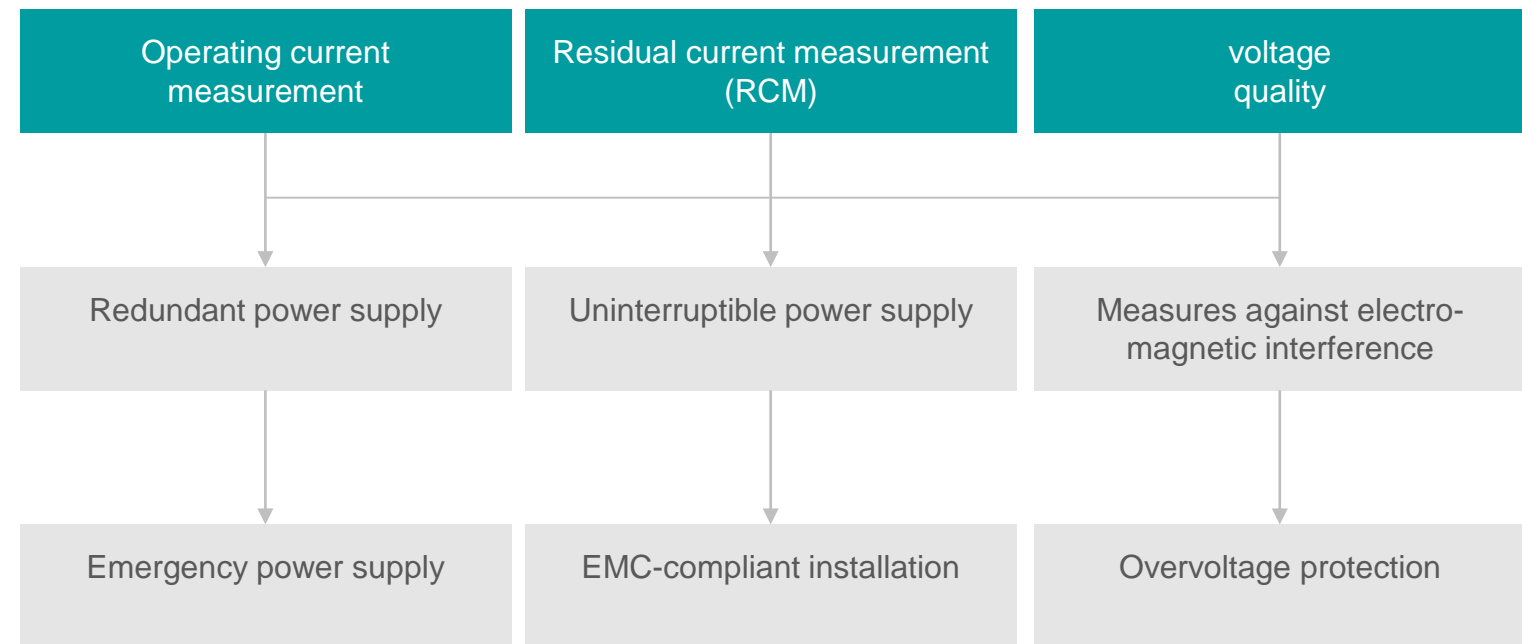 Operating current
measurement
Residual current measurement
(RCM)
voltage
quality
Redundant power supply
Uninterruptible power supply
Measures against electro-
magnetic interference
Emergency power supply
EMC-compliant installation
Overvoltage protection